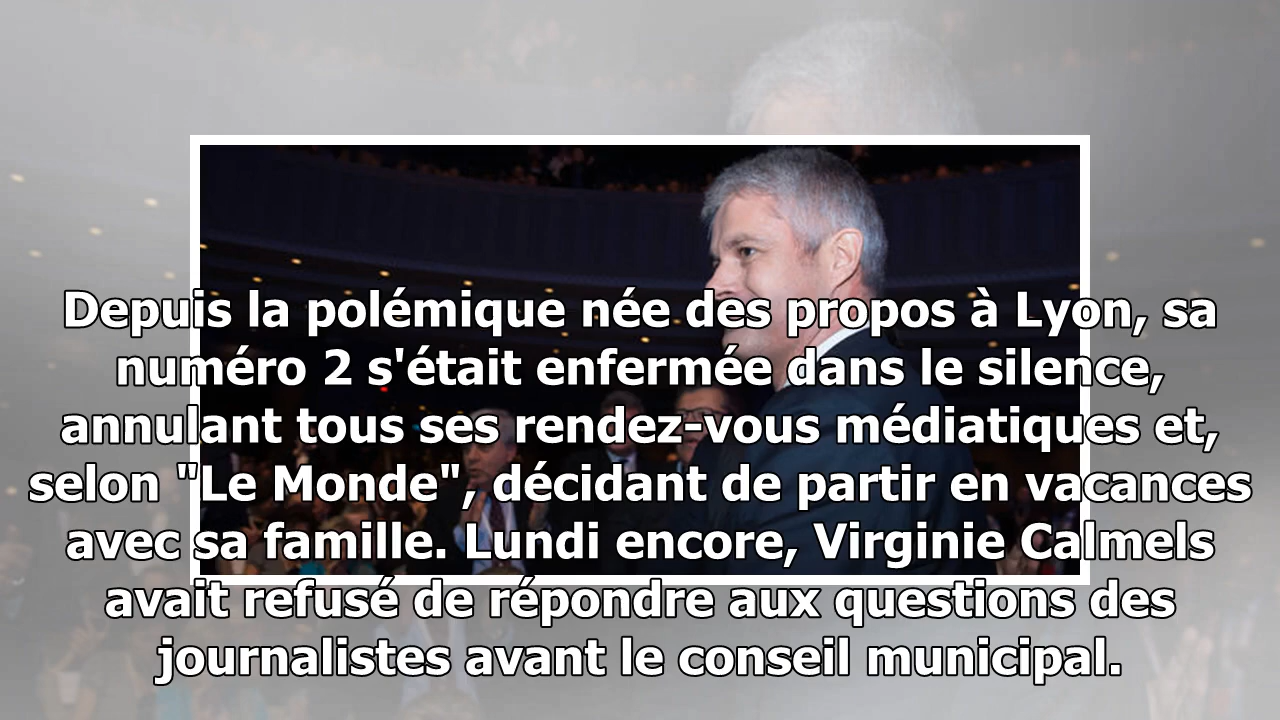 Depuis la polémique née des propos à Lyon, sa
numéro 2 s'était enfermée dans le silence,
annulant tous ses rendez-vous médiatiques et,
selon "Le Monde", décidant de partir en vacances
avec sa famille. Lundi encore, Virginie Calmels
avait refusé de répondre aux questions des
journalistes avant le conseil municipal.